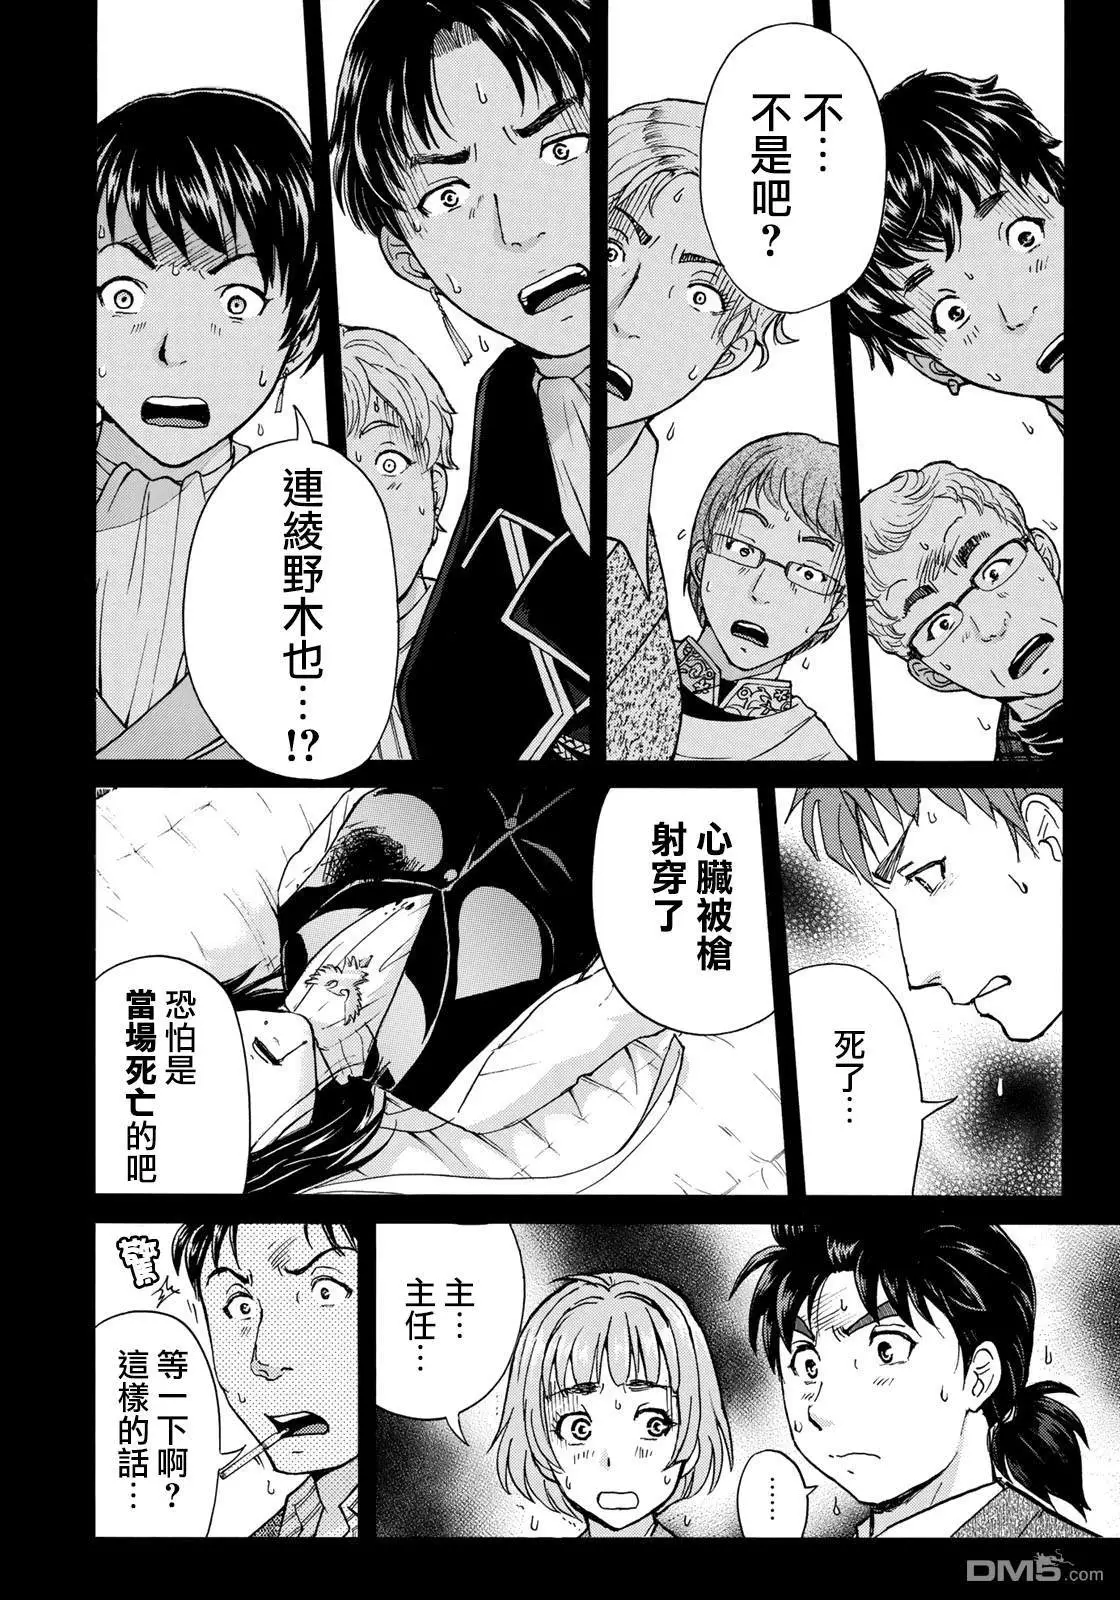 不…
不是吧？
連綾野木也…!?
死了…
心臟被槍
射穿了
恐怕是
當場死亡的吧
主…
主任…
……
驚
等一下啊？
這樣的話…
DM5.com